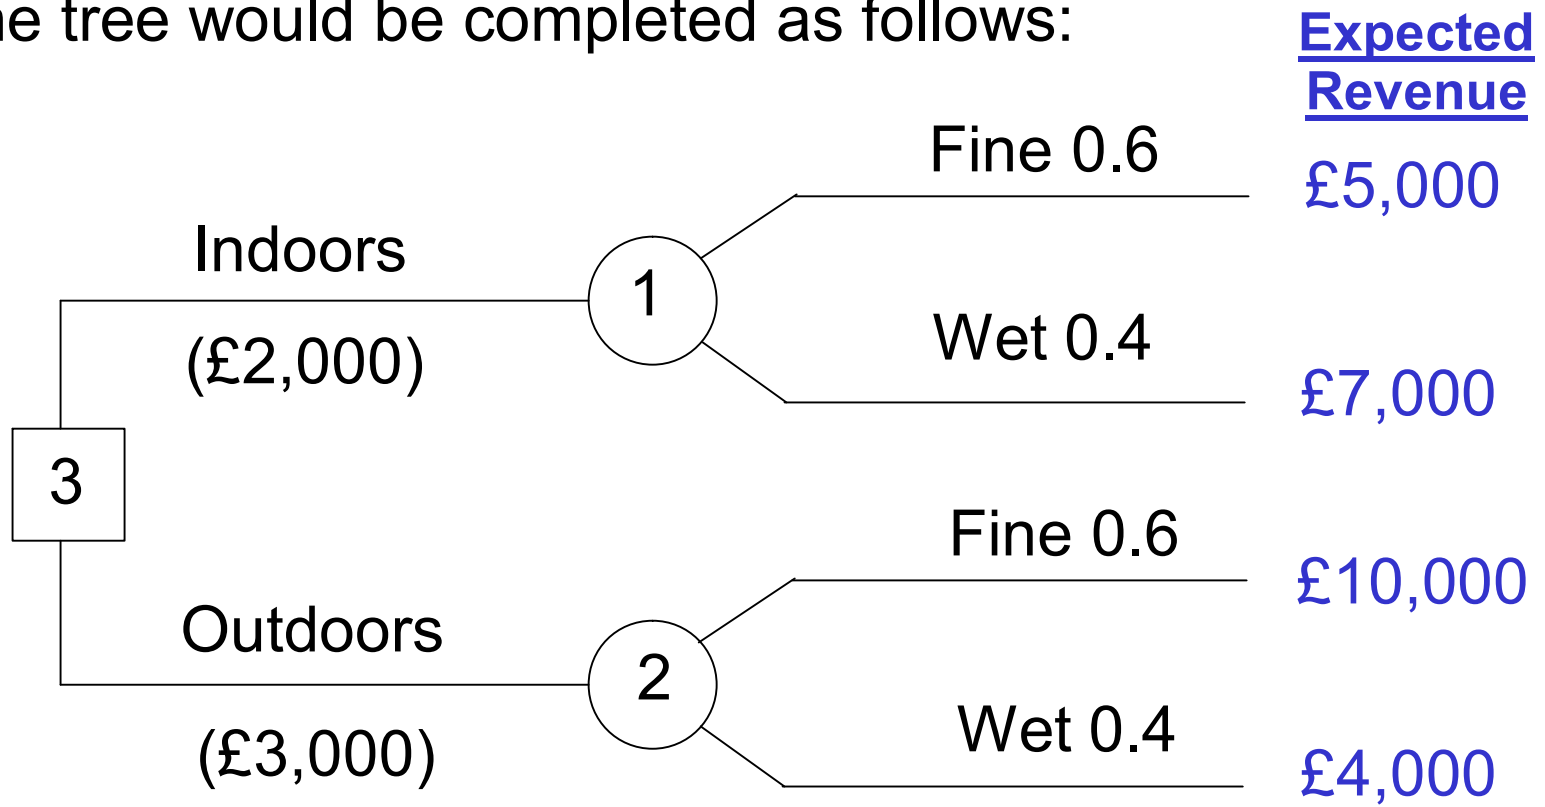 he tree would be completed as follows:
Expected
Revenue
Fine 0.6
£5,000
Indoors
1
(£2,000)
Wet 0.4
£7,000
3
Fine 0.6
£10,000
Outdoors
2
(£3,000)
Wet 0.4
£4,000